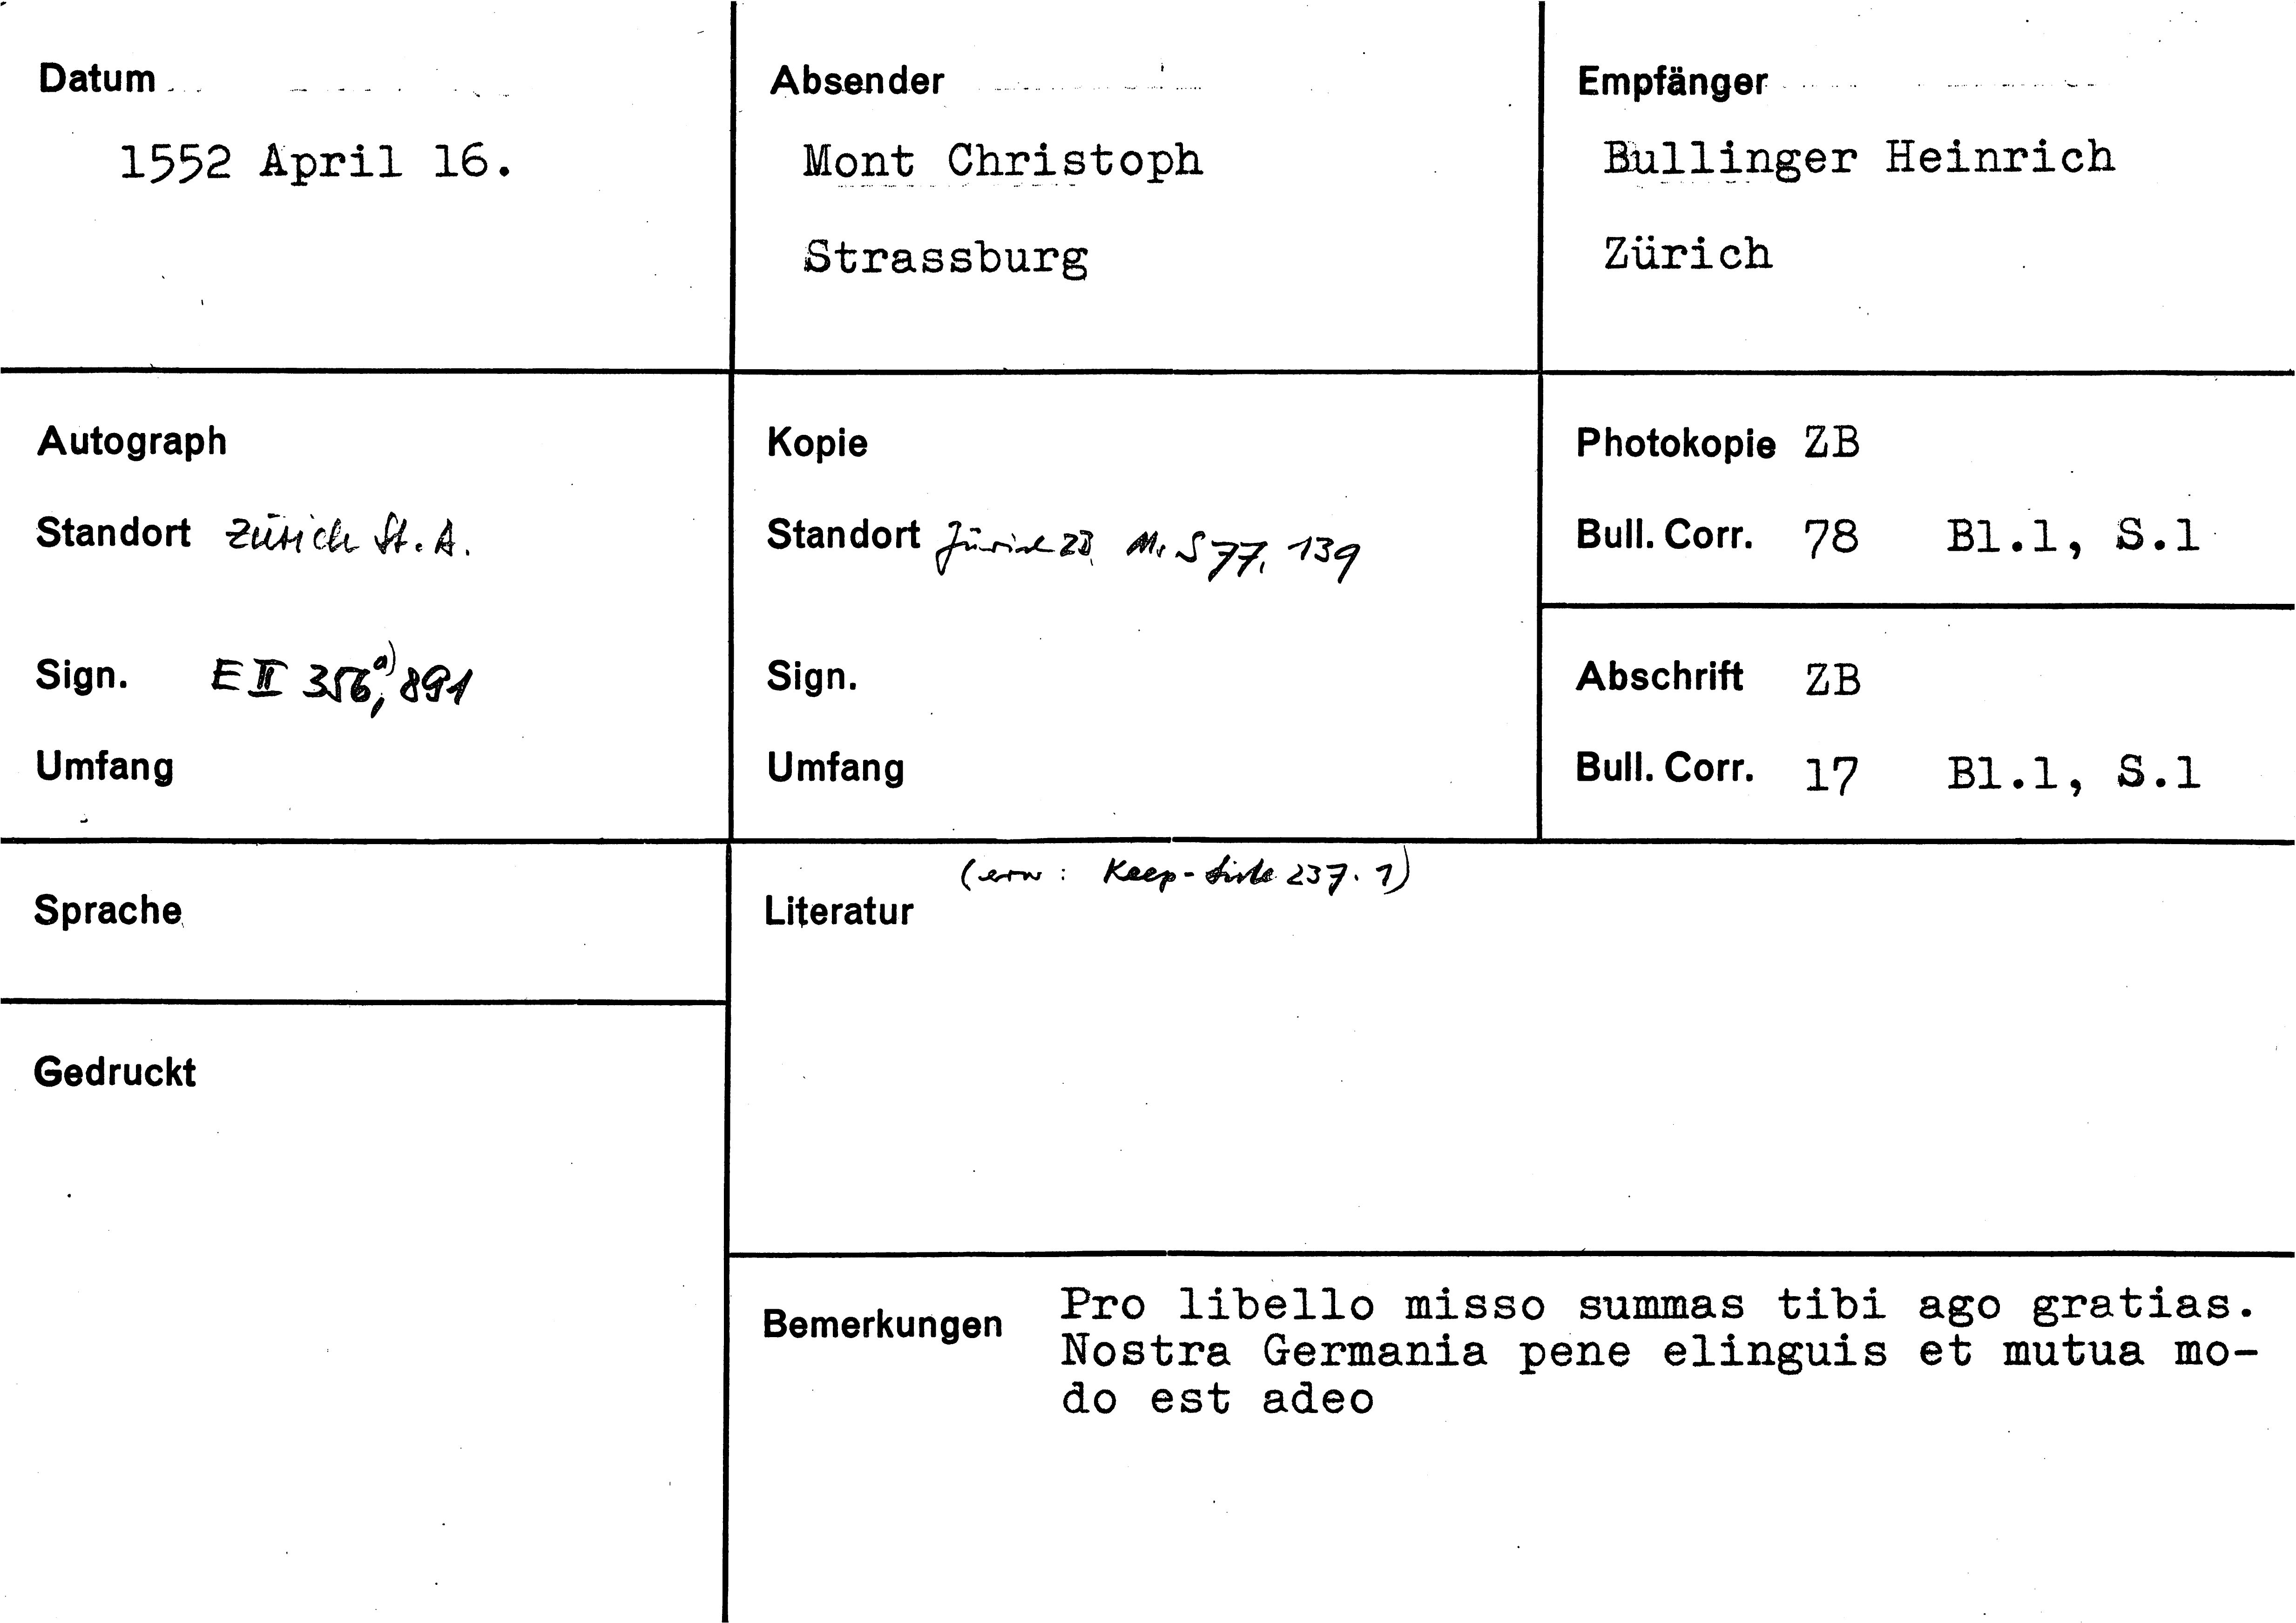 Datum
1552 April 16.
Absender
Mont Christoph
Strassburg
Empfänger
Bullinger Heinrich
Zürich
Autograph
Standort Zürich St. A.
Sign. E II 356a), 891
Umfang
Kopie
Standort Zürich ZB, Ms S 77, 139
Sign.
Umfang
Photokopie ZB
Bull. Corr. 78 Bl.1, S.1
Abschrift ZB
Bull. Corr. 17 Bl.1, S.1
Sprache
Gedruckt
(erw: Keep- 237. 1)
Literatur
Bemerkungen Pro libello misso summas tibi ago gratias.
Nostra Germania pene elinguis et mutua mo-
do est adeo